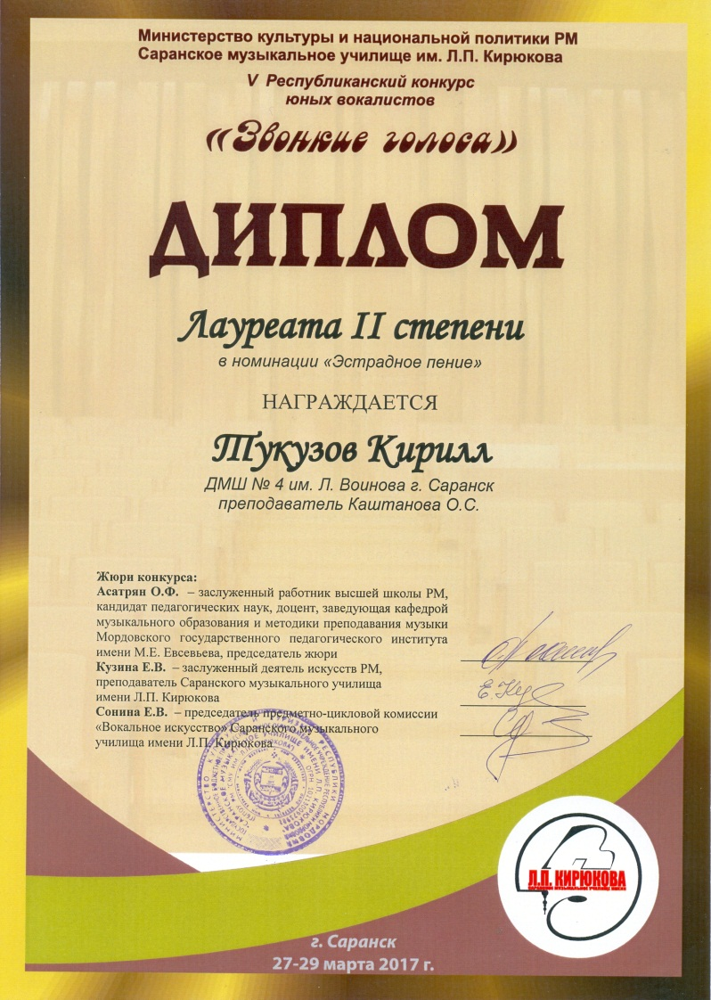 Министерство культуры и национальной политики РМ
Саранское музыкальное училище им. Л.П. Кирюкова
V Республиканский конкурс
юных вокалистов
«Звонкие голоса»
ДИПЛОМ
Лауреата II степени
в номинации «Эстрадное пение»
НАГРАЖДАЕТСЯ
Тукузов Кирилл
ДМШ № 4 им. Л. Воинова г. Саранск
преподаватель Каштанова О.С.
Жюри конкурса:
Асатрян О.Ф. – заслуженный работник высшей школы РМ,
кандидат педагогических наук, доцент, заведующая кафедрой
музыкального образования и методики преподавания музыки
Мордовского государственного педагогического института
имени М.Е. Евсевьева, председатель жюри
Кузина Е.В. – заслуженный деятель искусств РМ,
преподаватель Саранского музыкального училища
имени Л.П. Кирюкова
Сонина Е.В. – председатель предметно-цикловой комиссии
«Вокальное искусство» Саранского музыкального
училища имени Л.П. Кирюкова
Л.П. КИРЮКОВА
САРАНСКОЕ МУЗЫКАЛЬНОЕ УЧИЛИЩЕ ИМЕНИ
г. Саранск
27-29 марта 2017 г.